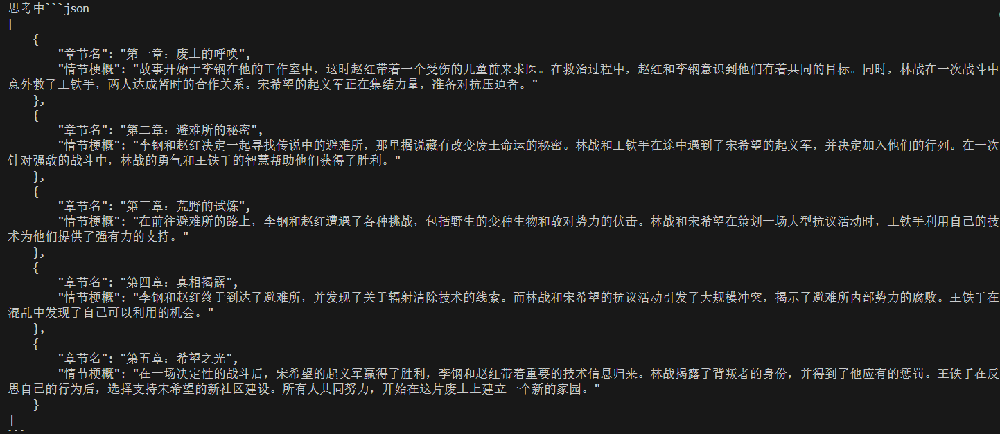 思考中```json
[
    {
        "章节名": "第一章：废土的呼唤",
        "情节梗概": "故事开始于李钢在他的工作室中，这时赵红带着一个受伤的儿童前来求医。在救治过程中，赵红和李钢意识到他们有着共同的目标。同时，林战在一次战斗中
意外救了王铁手，两人达成暂时的合作关系。宋希望的起义军正在集结力量，准备对抗压迫者。"
    },
    {
        "章节名": "第二章：避难所的秘密",
        "情节梗概": "李钢和赵红决定一起寻找传说中的避难所，那里据说藏有改变废土命运的秘密。林战和王铁手在途中遇到了宋希望的起义军，并决定加入他们的行列。在一次
针对强敌的战斗中，林战的勇气和王铁手的智慧帮助他们获得了胜利。"
    },
    {
        "章节名": "第三章：荒野的试炼",
        "情节梗概": "在前往避难所的路上，李钢和赵红遭遇了各种挑战，包括野生的变种生物和敌对势力的伏击。林战和宋希望在策划一场大型抗议活动时，王铁手利用自己的技
术为他们提供了强有力的支持。"
    },
    {
        "章节名": "第四章：真相揭露",
        "情节梗概": "李钢和赵红终于到达了避难所，并发现了关于辐射清除技术的线索。而林战和宋希望的抗议活动引发了大规模冲突，揭示了避难所内部势力的腐败。王铁手在
混乱中发现了自己可以利用的机会。"
    },
    {
        "章节名": "第五章：希望之光",
        "情节梗概": "在一场决定性的战斗后，宋希望的起义军赢得了胜利，李钢和赵红带着重要的技术信息归来。林战揭露了背叛者的身份，并得到了他应有的惩罚。王铁手在反
思自己的行为后，选择支持宋希望的新社区建设。所有人共同努力，开始在这片废土上建立一个新的家园。"
    }
]
```